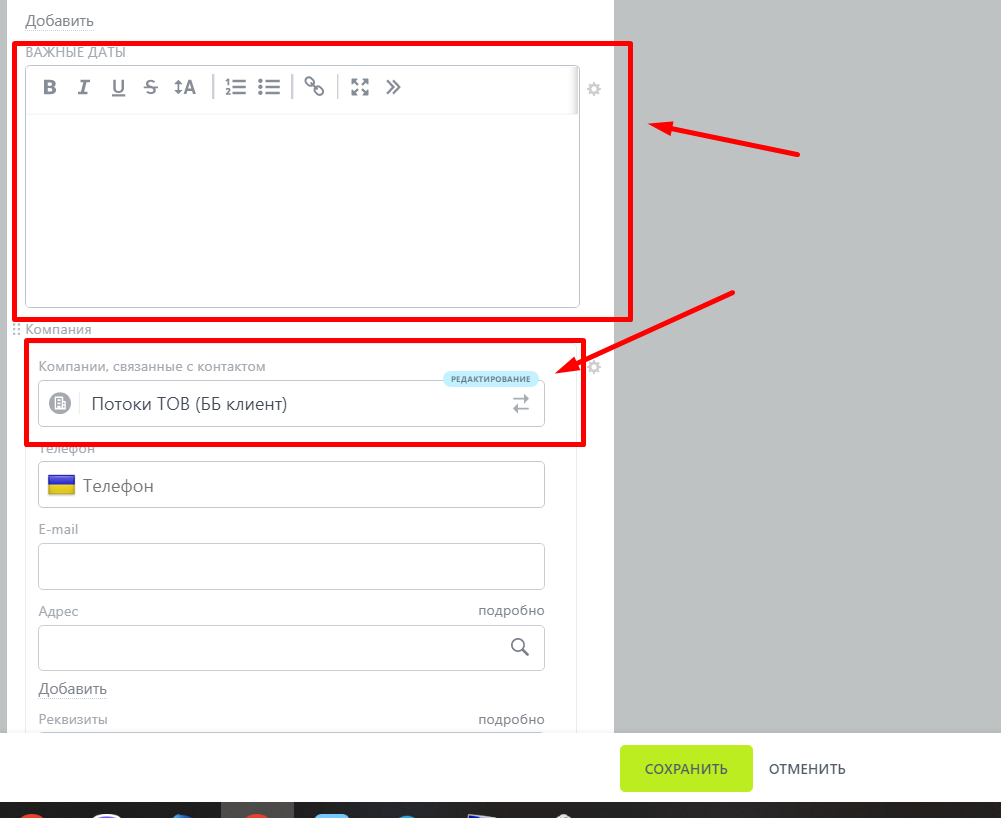 Добавить
ВАЖНЫЕ ДАТЫ
B I U S A
Компания
Компании, связанные с контактом
РЕДАКТИРОВАНИЕ
Потоки ТОВ (ББ клиент)
Телефон
Телефон
E-mail
Адрес подробно
Добавить
Реквизиты подробно
СОХРАНИТЬ ОТМЕНИТЬ